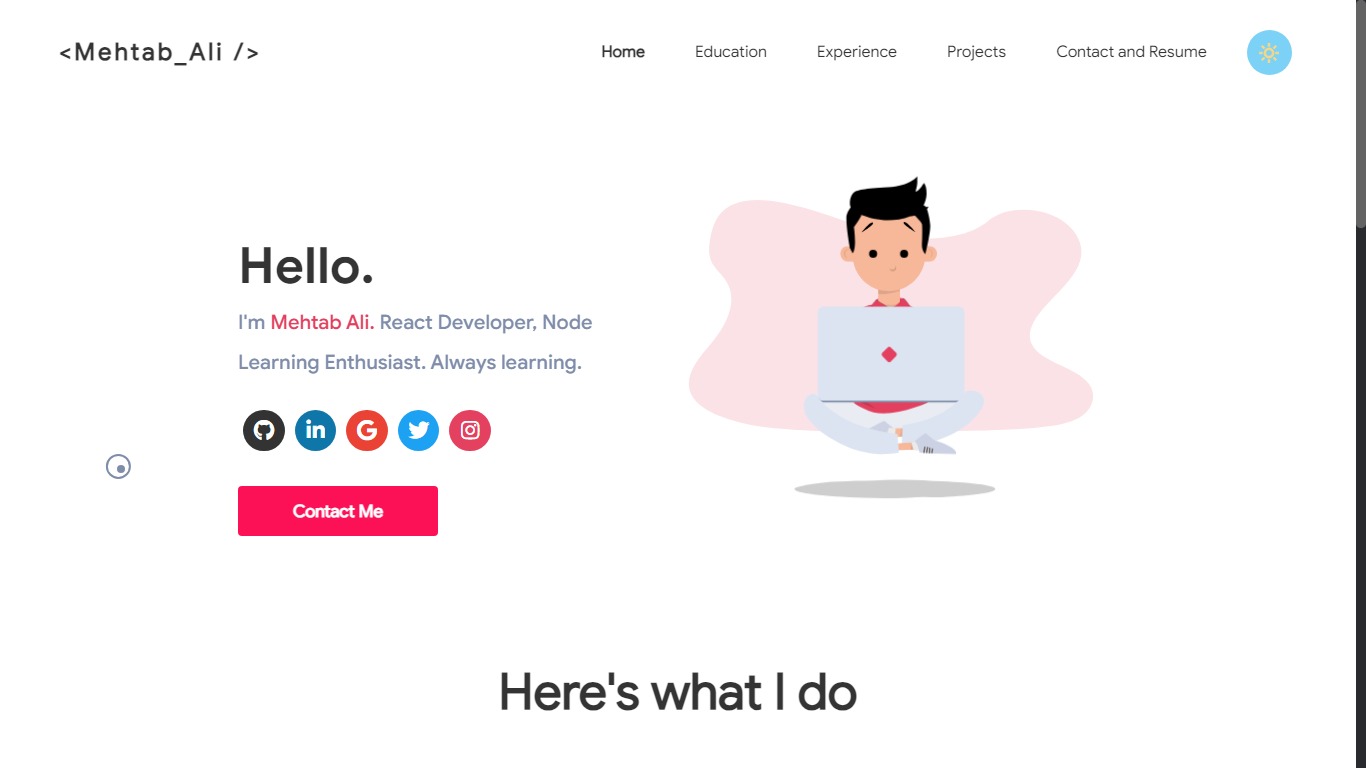 <Mehtab_Ali />
Home
Education
Experience
Projects
Contact and Resume
Hello.
I'm Mehtab Ali. React Developer, Node
Learning Enthusiast. Always learning.
in
G
Contact Me
Here's what I do